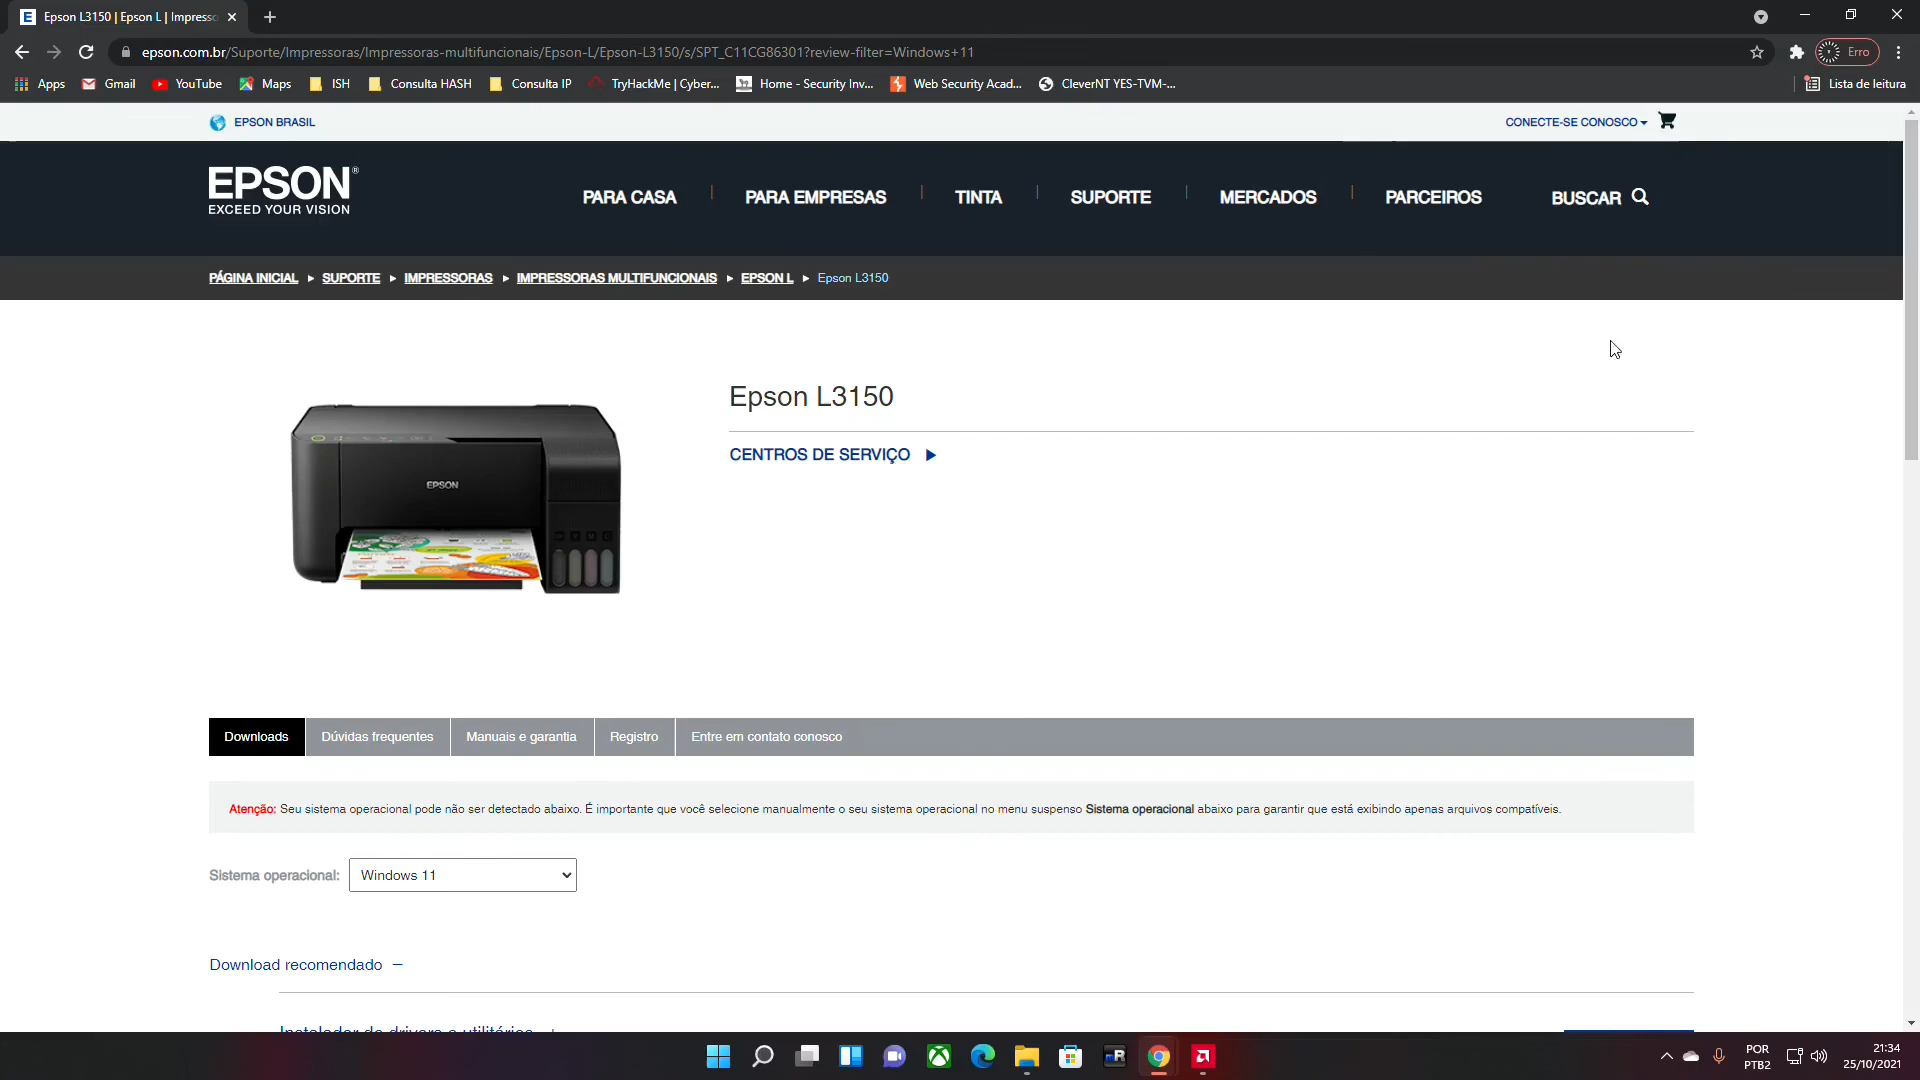 Epson L3150 | Epson L | Impresso
epson.com.br/Suporte/Impressoras/Impressoras-multifuncionais/Epson-L/Epson-L3150/s/SPT_C11CG86301?review-filter=Windows+11
Erro
Apps
Gmail
YouTube
Maps
ISH
Consulta HASH
Consulta IP
TryHackMe | Cyber...
Home - Security Inv...
Web Security Acad...
CleverNT YES-TVM-...
Lista de leitura
EPSON BRASIL
CONECTE-SE CONOSCO
EPSON®
EXCEED YOUR VISION
PARA CASA
PARA EMPRESAS
TINTA
SUPORTE
MERCADOS
PARCEIROS
BUSCAR
PÁGINA INICIAL
SUPORTE
IMPRESSORAS
IMPRESSORAS MULTIFUNCIONAIS
EPSON L
Epson L3150
EPSON
Epson L3150
CENTROS DE SERVIÇO
Downloads
Dúvidas frequentes
Manuais e garantia
Registro
Entre em contato conosco
Atenção: Seu sistema operacional pode não ser detectado abaixo. É importante que você selecione manualmente o seu sistema operacional no menu suspenso Sistema operacional abaixo para garantir que está exibindo apenas arquivos compatíveis.
Sistema operacional:
Windows 11
Download recomendado −
Instalador de drivers e utilitários +
POR
PTB2
21:34
25/10/2021